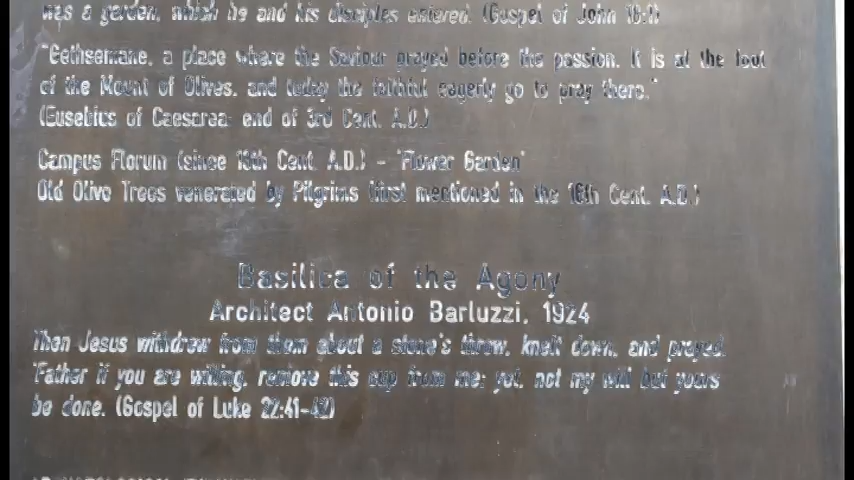 was a garden, which he and his disciples entered. (Gospel of John 18:1)
"Gethsemane, a place where the Saviour prayed before the passion. It is at the foot
of the Mount of Olives, and today the faithful eagerly go to pray there."
(Eusebius of Caesarea: end of 3rd Cent. A.D.)
Campus Florum (since 16th Cent. A.D.) - "Flower Garden"
Old Olive Trees venerated by Pilgrims (first mentioned in the 16th Cent. A.D.)
Basilica of the Agony
Architect Antonio Barluzzi, 1924
Then Jesus withdrew from them about a stone's throw, knelt down, and prayed.
"Father if you are willing, remove this cup from me; yet, not my will but yours
be done. (Gospel of Luke 22:41-42)